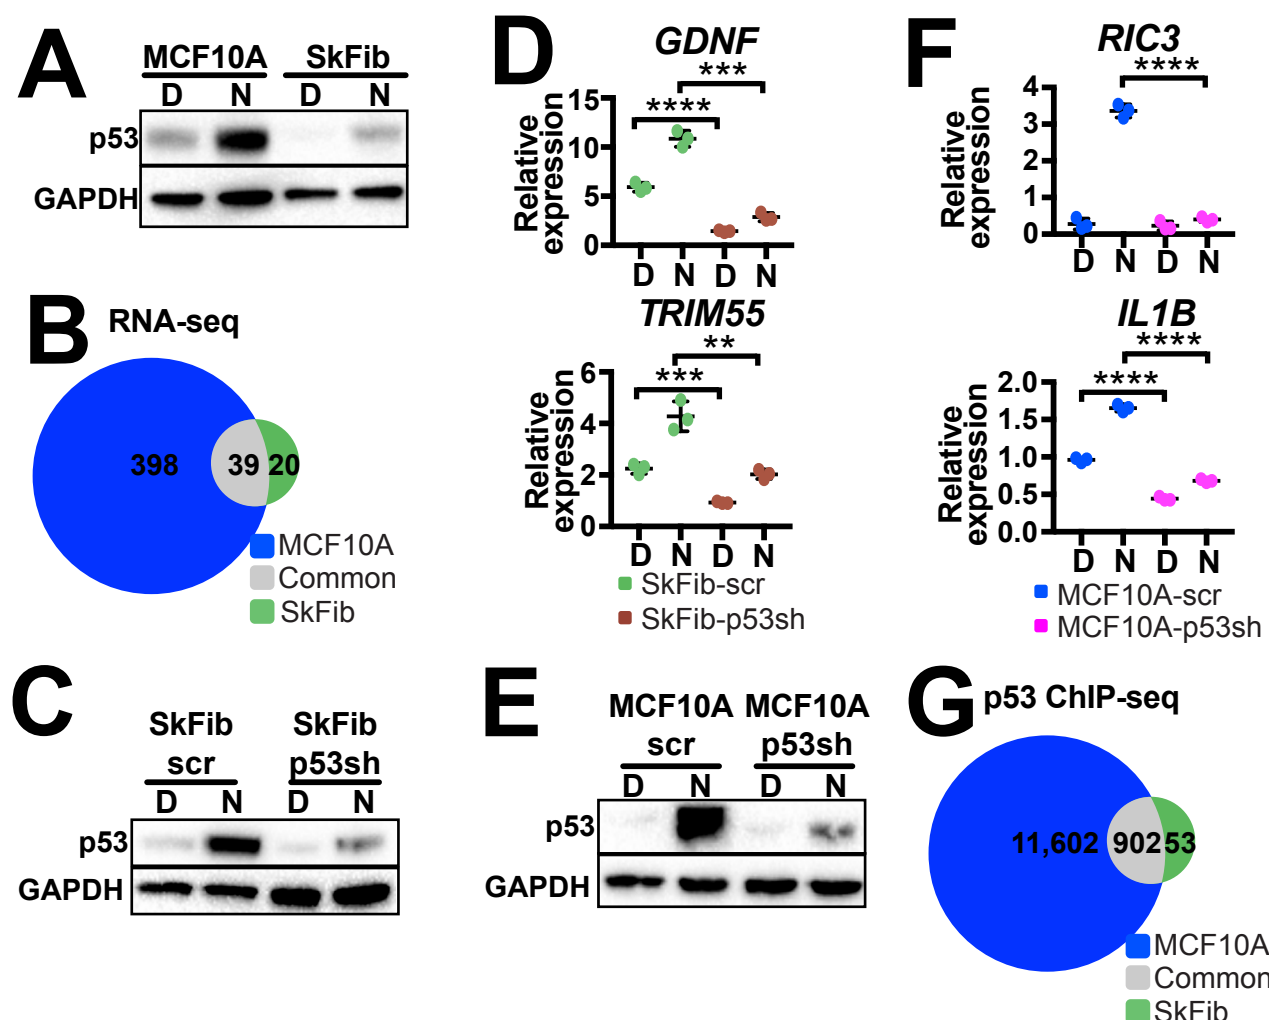 A
MCF10A SkFib
D N D N
p53
GAPDH
B
RNA-seq
398 39 20
MCF10A
Common
SkFib
C
SkFib SkFib
scr p53sh
D N D N
p53
GAPDH
D
GDNF
***
****
Relative
expression
15
10
5
0
D N D N
TRIM55
**
***
Relative
expression
6
4
2
0
D N D N
SkFib-scr
SkFib-p53sh
E
MCF10A MCF10A
scr p53sh
D N D N
p53
GAPDH
F
RIC3
****
Relative
expression
4
3
2
1
0
D N D N
IL1B
****
****
Relative
expression
2.0
1.5
1.0
0.5
0
D N D N
MCF10A-scr
MCF10A-p53sh
G
p53 ChIP-seq
11,602 902 53
MCF10A
Common
SkFib